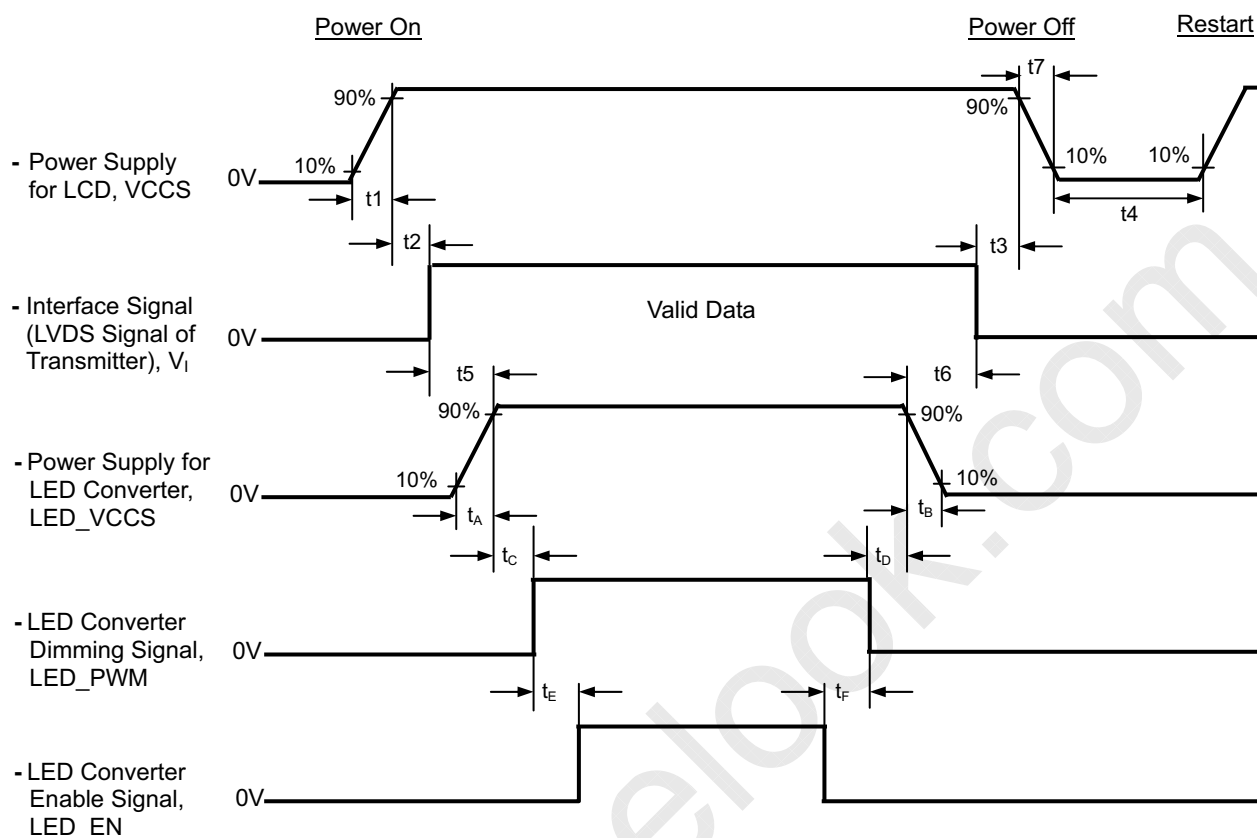 Power On
Power Off
Restart
t7
90%
90%
- Power Supply
for LCD, VCCS
0V
10%
10%
10%
t1
t4
t2
t3
- Interface Signal
(LVDS Signal of
Transmitter), VI
0V
Valid Data
t5
t6
90%
90%
- Power Supply for
LED Converter,
LED_VCCS
0V
10%
10%
tA
tB
tC
tD
- LED Converter
Dimming Signal,
LED_PWM
0V
tE
tF
- LED Converter
Enable Signal,
LED_EN
0V
elook.com